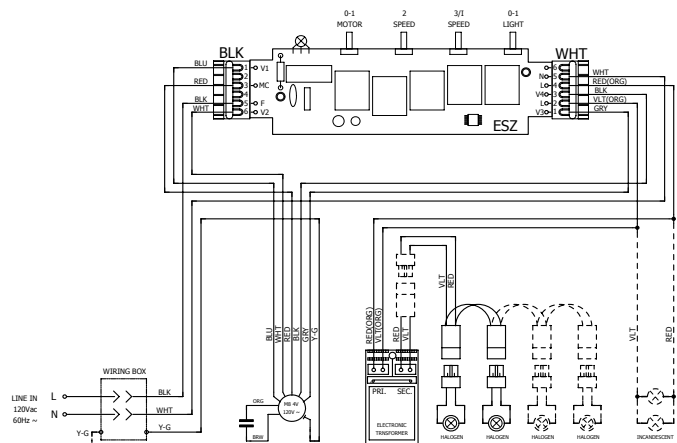 0-1 MOTOR
2 SPEED
3/I SPEED
0-1 LIGHT
BLK
WHT
BLU
RED
BLK
WHT
1
2
3
4
5
6
V1
MC
F
V2
N
L
V4
L
V3
6
5
4
3
2
1
WHT
RED(ORG)
BLK
VLT(ORG)
GRY
ESZ
BLU
WHT
RED
BLK
GRY
Y-G
RED(ORG)
VLT(ORG)
RED
VLT
VLT
RED
VLT
RED
WIRING BOX
LINE IN
120Vac
60Hz ~
L
N
Y-G
BLK
WHT
Y-G
ORG
BRW
M8 4V
120V ~
PRI.
SEC.
ELECTRONIC
TRNSFORMER
HALOGEN
HALOGEN
HALOGEN
HALOGEN
INCANDESCENT